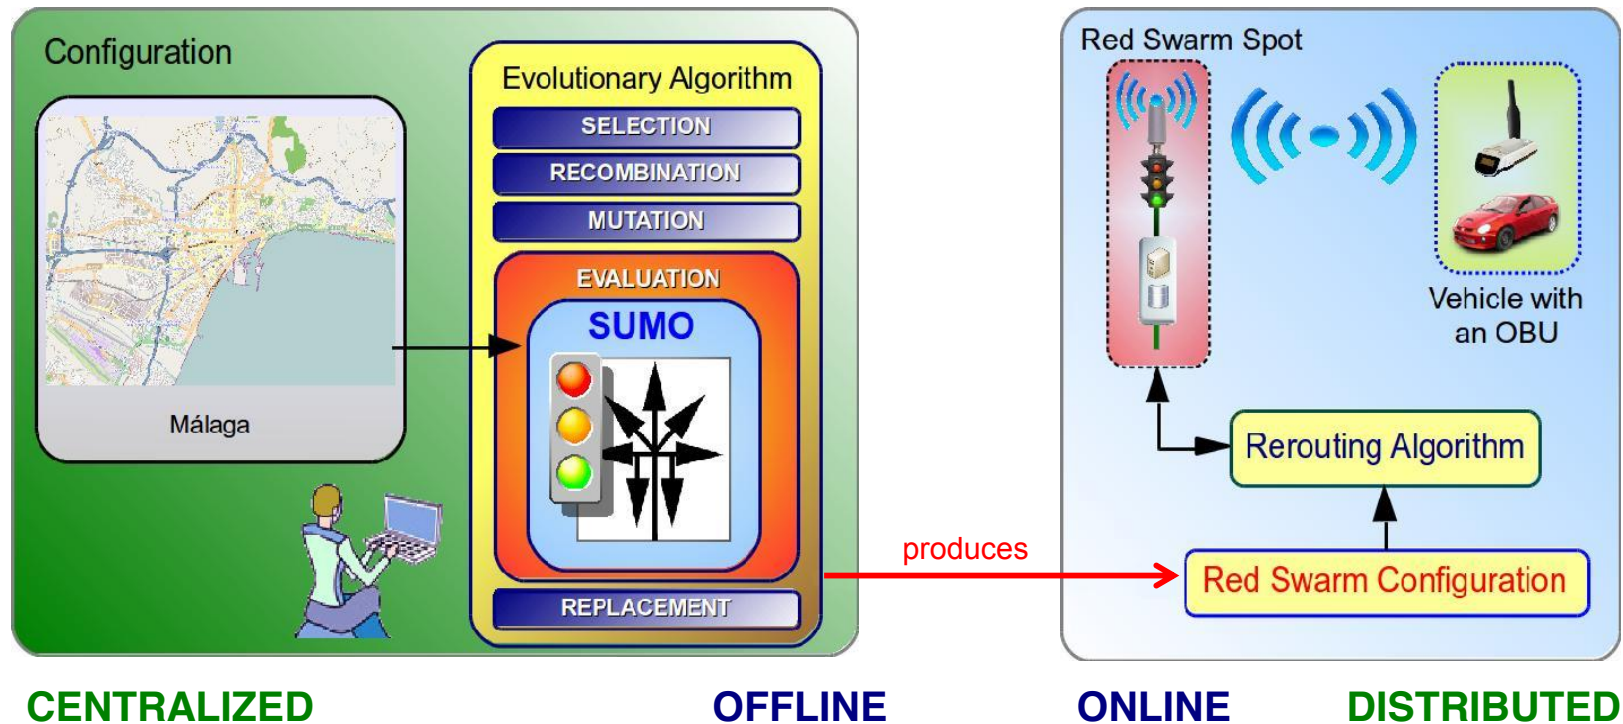 Configuration
Málaga
Evolutionary Algorithm
SELECTION
RECOMBINATION
MUTATION
EVALUATION
SUMO
REPLACEMENT
produces
Red Swarm Spot
Vehicle with
an OBU
Rerouting Algorithm
Red Swarm Configuration
CENTRALIZED
OFFLINE
ONLINE
DISTRIBUTED